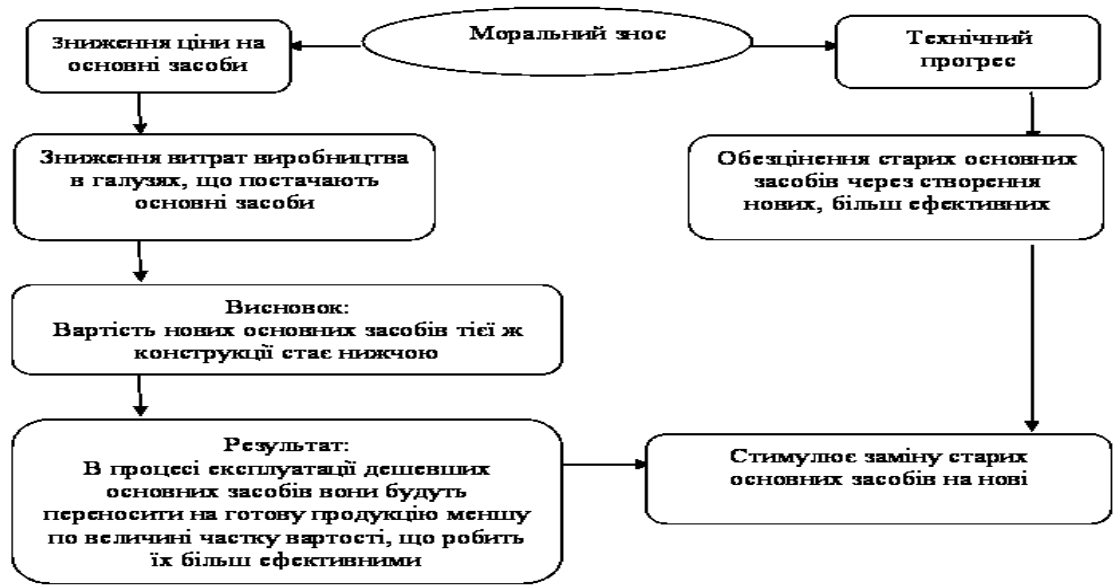 Моральний знос
Зниження ціни на
основні засоби
Технічний
прогрес
Зниження витрат виробництва
в галузях, що постачають
основні засоби
Обезцінення старих основних
засобів через створення
нових, більш ефективних
Висновок:
Вартість нових основних засобів тієї ж
конструкції стає нижчою
Результат:
В процесі експлуатації дешевших
основних засобів вони будуть
переносити на готову продукцію меншу
по величині частку вартості, що робить
їх більш ефективними
Стимулює заміну старих
основних засобів на нові